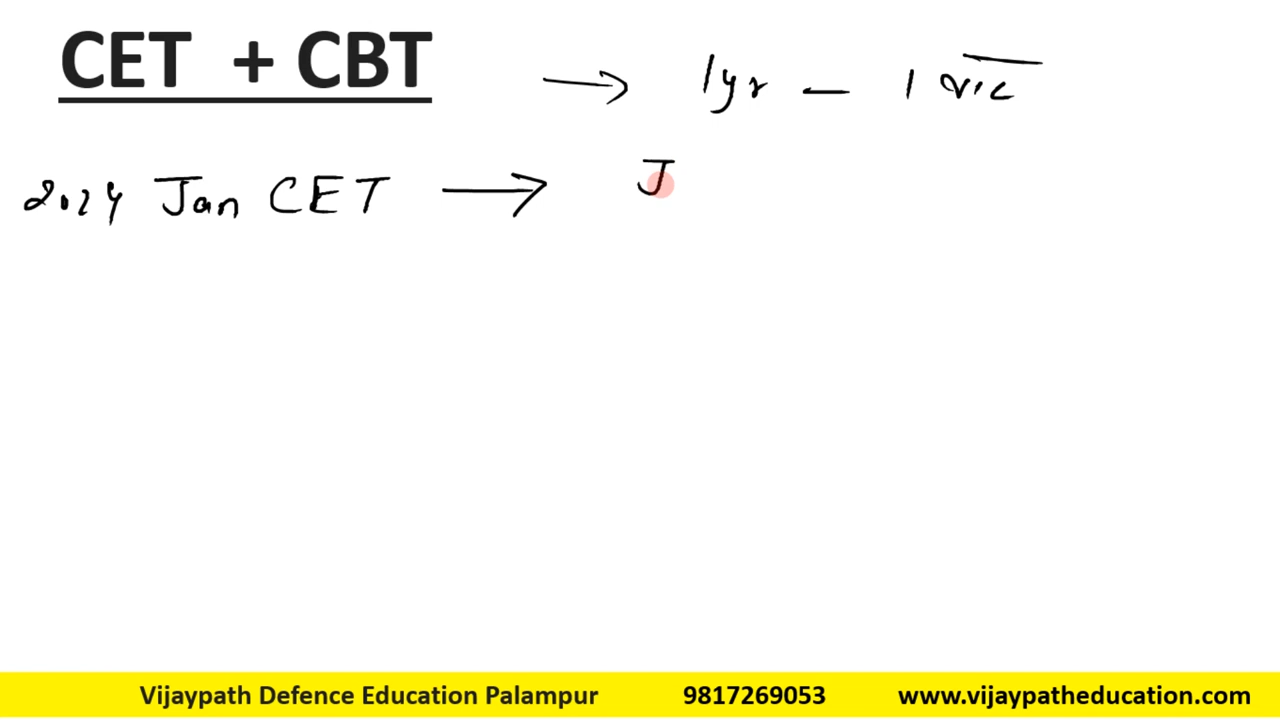 CET + CBT → 1yr – 1
2024 Jan CET → J
Vijaypath Defence Education Palampur 9817269053 www.vijaypatheducation.com